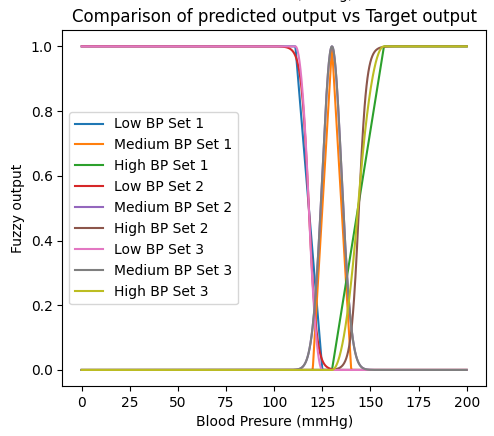 Comparison of predicted output vs Target output
Fuzzy output
1.0
0.8
0.6
0.4
0.2
0.0
Low BP Set 1
Medium BP Set 1
High BP Set 1
Low BP Set 2
Medium BP Set 2
High BP Set 2
Low BP Set 3
Medium BP Set 3
High BP Set 3
0 25 50 75 100 125 150 175 200
Blood Presure (mmHg)